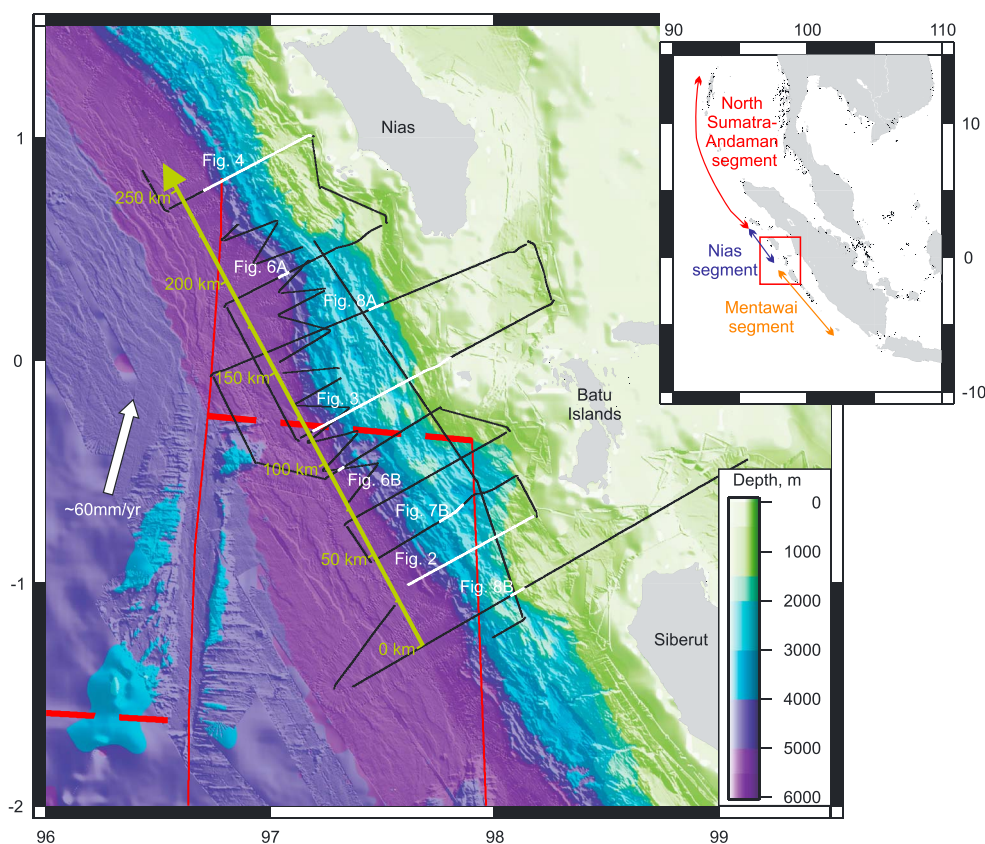 90
100
110
North
Sumatra-
Andaman
segment
10
Nias
segment
0
Mentawai
segment
-10
Nias
1
Fig. 4
250 km
Fig. 6A
200 km
Fig. 8A
0
150 km
Fig. 3
Batu
Islands
100 km
Fig. 6B
~60mm/yr
Fig. 7B
50 km
Fig. 2
-1
Fig. 8B
0 km
Siberut
Depth, m
0
1000
2000
3000
4000
5000
6000
-2
96
97
98
99